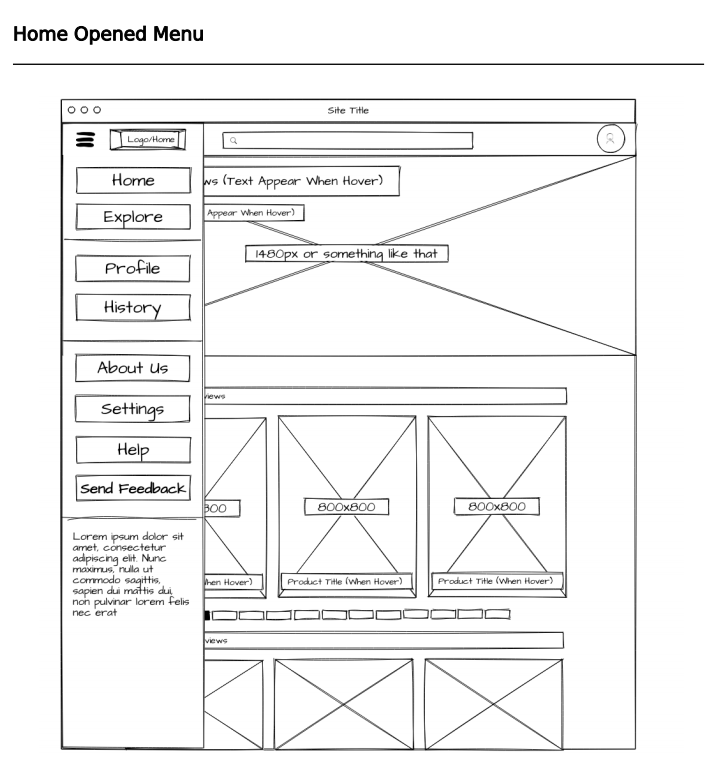 Home Opened Menu
Site Title
Logo/Home
Home
ws (Text Appear When Hover)
Explore
Appear When Hover)
1480px or something like that
Profile
History
About Us
Settings
views
Help
Send Feedback
800
800x800
800x800
Lorem ipsum dolor sit
amet, consectetur
adipiscing elit. Nunc
maximus, nulla ut
commodo sagittis,
sapien dui mattis dui,
non pulvinar lorem felis
nec erat
hen Hover)
Product Title (When Hover)
Product Title (When Hover)
views